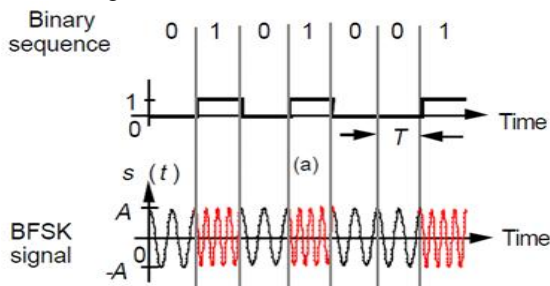 Binary sequence 0 1 0 1 0 0 1
1
0
Time
T
(a)
s (t)
A
BFSK signal
0
-A
Time